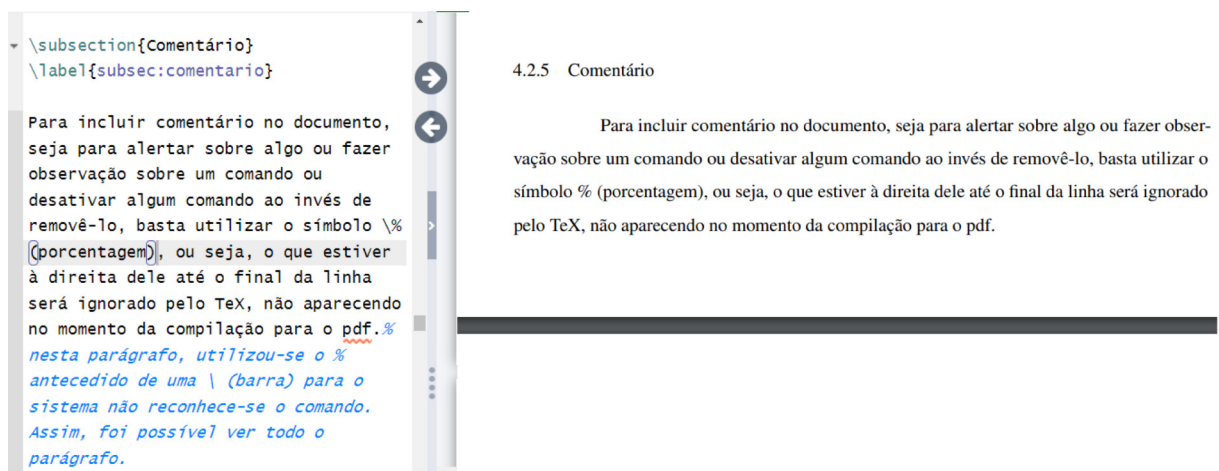 \subsection{Comentário}
\label{subsec:comentario}
Para incluir comentário no documento,
seja para alertar sobre algo ou fazer
observação sobre um comando ou
desativar algum comando ao invés de
removê-lo, basta utilizar o símbolo \%
(porcentagem), ou seja, o que estiver
à direita dele até o final da linha
será ignorado pelo TeX, não aparecendo
no momento da compilação para o pdf.%
nesta parágrafo, utilizou-se o %
antecedido de uma \ (barra) para o
sistema não reconhece-se o comando.
Assim, foi possível ver todo o
parágrafo.
4.2.5 Comentário
Para incluir comentário no documento, seja para alertar sobre algo ou fazer obser-
vação sobre um comando ou desativar algum comando ao invés de removê-lo, basta utilizar o
símbolo % (porcentagem), ou seja, o que estiver à direita dele até o final da linha será ignorado
pelo TeX, não aparecendo no momento da compilação para o pdf.